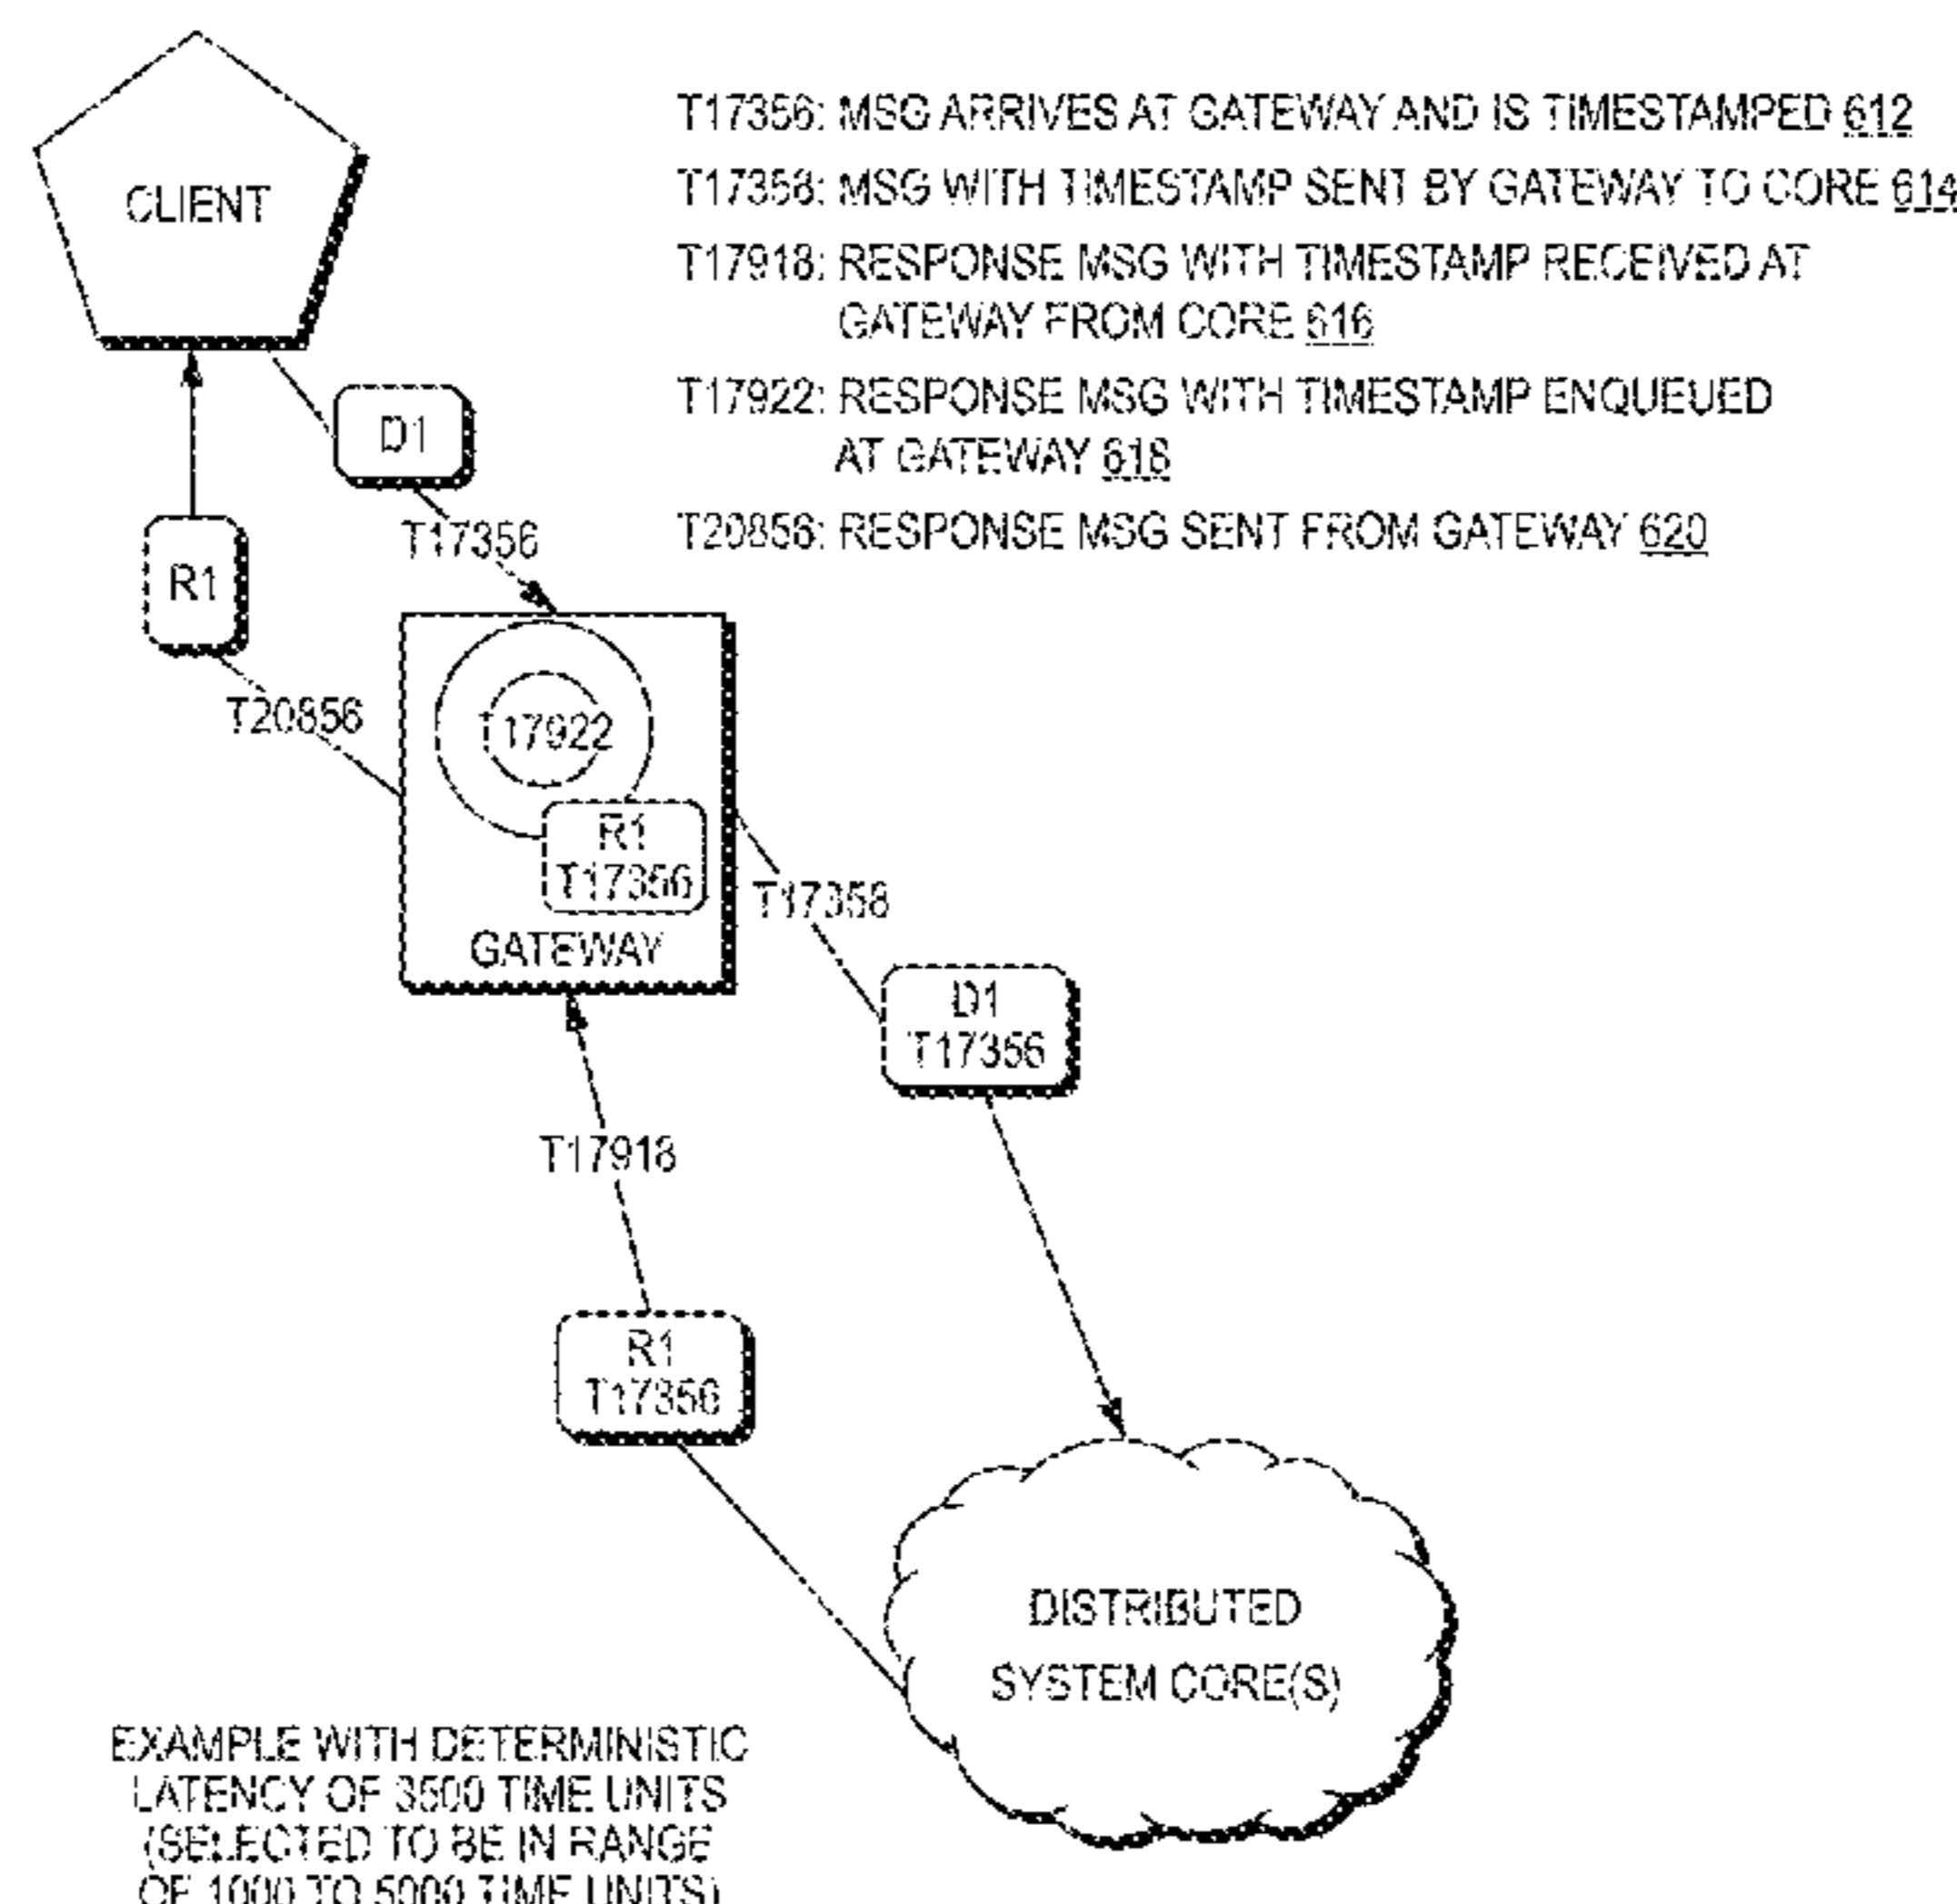 T17356: MSG ARRIVES AT GATEWAY AND IS TIMESTAMPED 612
T17358: MSG WITH TIMESTAMP SENT BY GATEWAY TO CORE 614
T17918: RESPONSE MSG WITH TIMESTAMP RECEIVED AT
GATEWAY FROM CORE 616
T17922: RESPONSE MSG WITH TIMESTAMP ENQUEUED
AT GATEWAY 618
T20856: RESPONSE MSG SENT FROM GATEWAY 620
CLIENT
D1
T17356
R1
T20856
T17922
R1
T17356
GATEWAY
T17358
D1
T17356
T17918
R1
T17356
DISTRIBUTED
SYSTEM CORE(S)
EXAMPLE WITH DETERMINISTIC
LATENCY OF 3500 TIME UNITS
(SELECTED TO BE IN RANGE
OF 1000 TO 5000 TIME UNITS)